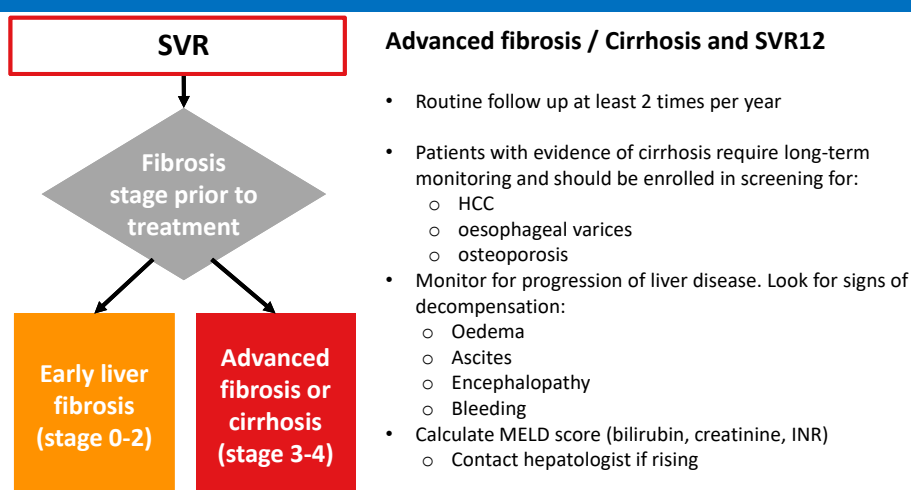 SVR
Fibrosis
stage prior to
treatment
Early liver
fibrosis
(stage 0-2)
Advanced
fibrosis or
cirrhosis
(stage 3-4)
Advanced fibrosis / Cirrhosis and SVR12
• Routine follow up at least 2 times per year
• Patients with evidence of cirrhosis require long-term
monitoring and should be enrolled in screening for:
o HCC
o oesophageal varices
o osteoporosis
• Monitor for progression of liver disease. Look for signs of
decompensation:
o Oedema
o Ascites
o Encephalopathy
o Bleeding
• Calculate MELD score (bilirubin, creatinine, INR)
o Contact hepatologist if rising